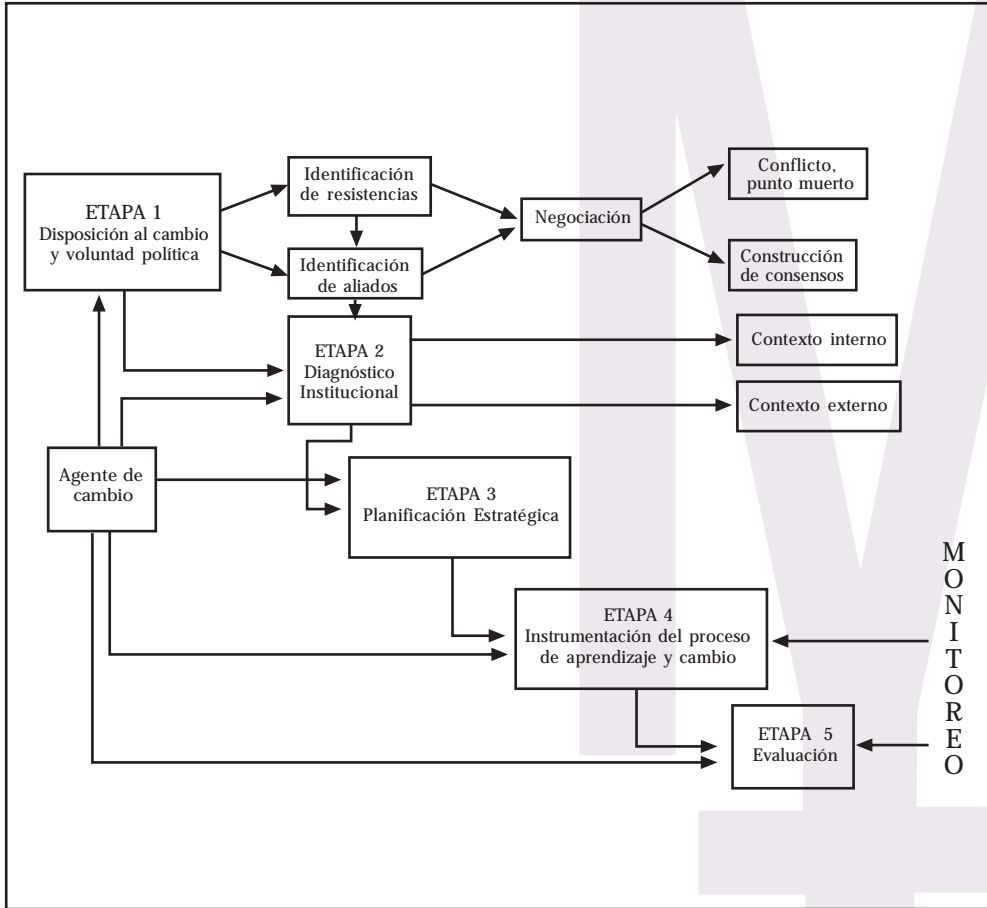 ETAPA 1
Disposición al cambio
y voluntad política
Identificación
de resistencias
Identificación
de aliados
Negociación
Conflicto,
punto muerto
Construcción
de consensos
ETAPA 2
Diagnóstico
Institucional
Contexto interno
Contexto externo
Agente de
cambio
ETAPA 3
Planificación Estratégica
ETAPA 4
Instrumentación del proceso
de aprendizaje y cambio
ETAPA 5
Evaluación
MONITOREO